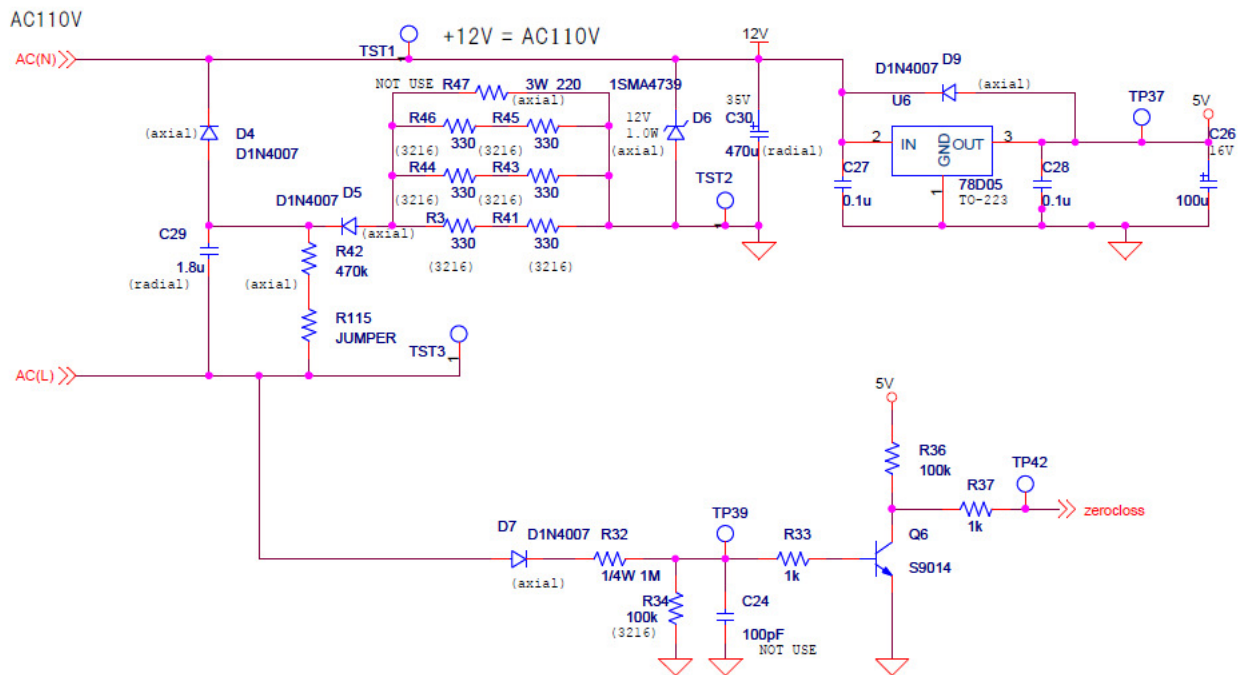 AC110V
+12V = AC110V
AC(N)
TST1
12V
NOT USE R47 3W 220
(axial)
1SMA4739
D1N4007 D9
(axial)
U6
TP37
5V
(axial)
D4
D1N4007
R46 R45
(3216) 330 (3216) 330
R44 R43
(3216) 330 (3216) 330
12V
1.0W
(axial)
D6
35V
C30
470u (radial)
TST2
2 IN GND OUT 3
1
78D05
TO-223
C27
0.1u
C28
0.1u
C26
16V
100u
D1N4007 D5
(axial)
R3 R41
330 330
(3216) (3216)
C29
1.8u
(radial)
R42
470k
(axial)
R115
JUMPER
TST3
1
AC(L)
5V
R36
100k
TP42
R37
1k
zerocloss
D7 D1N4007
(axial)
R32
1/4W 1M
TP39
R33
1k
Q6
S9014
R34
100k
(3216)
C24
100pF
NOT USE